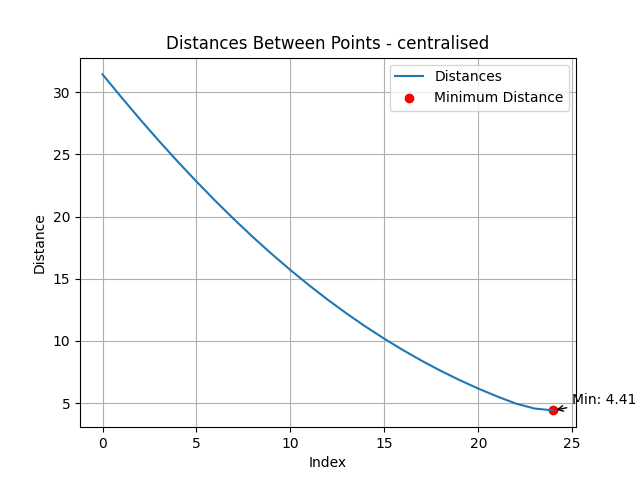 Distances Between Points - centralised
Distances
Minimum Distance
30
25
20
15
10
5
Distance
Min: 4.41
0 5 10 15 20 25
Index